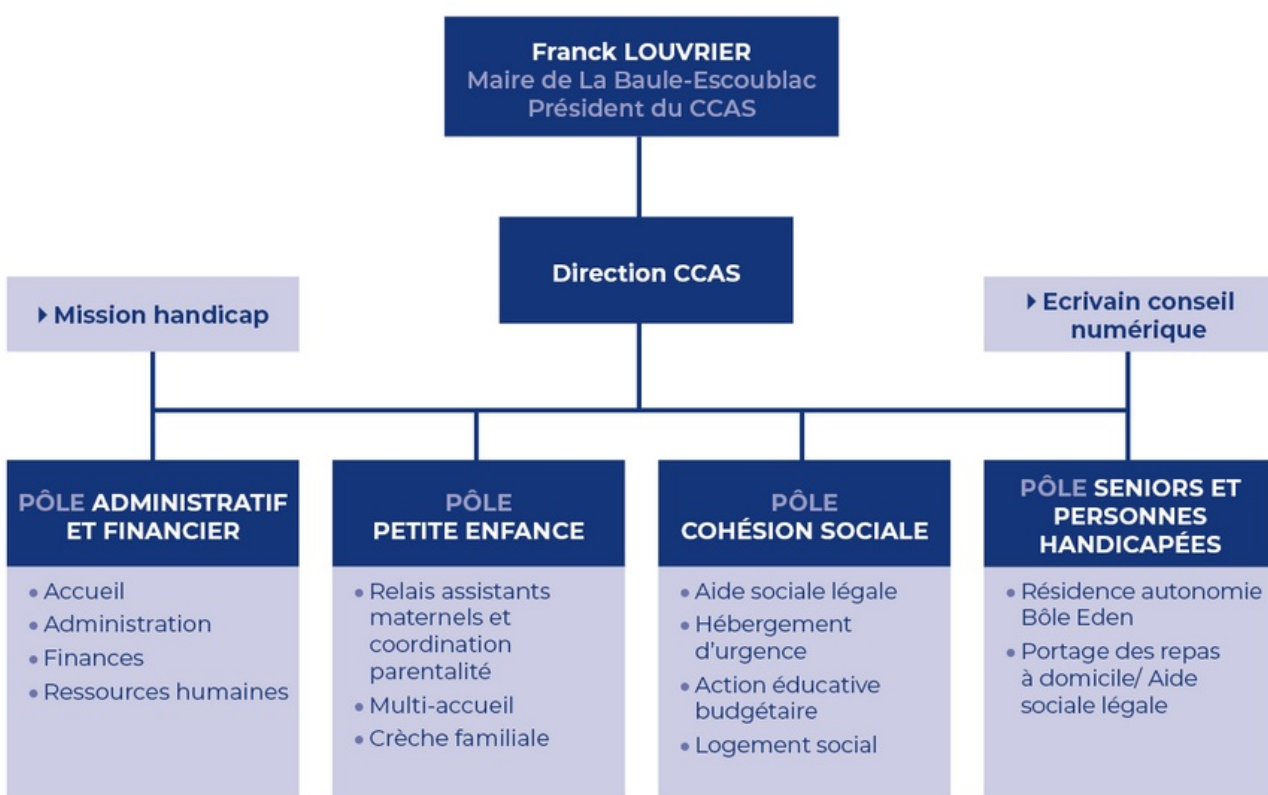 Franck LOUVRIER
Maire de La Baule-Escoublac
Président du CCAS
Direction CCAS
Mission handicap
Ecrivain conseil
numérique
PÔLE ADMINISTRATIF
ET FINANCIER
• Accueil
• Administration
• Finances
• Ressources humaines
PÔLE
PETITE ENFANCE
• Relais assistants
maternels et
coordination
parentalité
• Multi-accueil
• Crèche familiale
PÔLE
COHÉSION SOCIALE
• Aide sociale légale
• Hébergement
d'urgence
• Action éducative
budgétaire
• Logement social
PÔLE SENIORS ET
PERSONNES
HANDICAPÉES
• Résidence autonomie
Bôle Eden
• Portage des repas
à domicile/ Aide
sociale légale